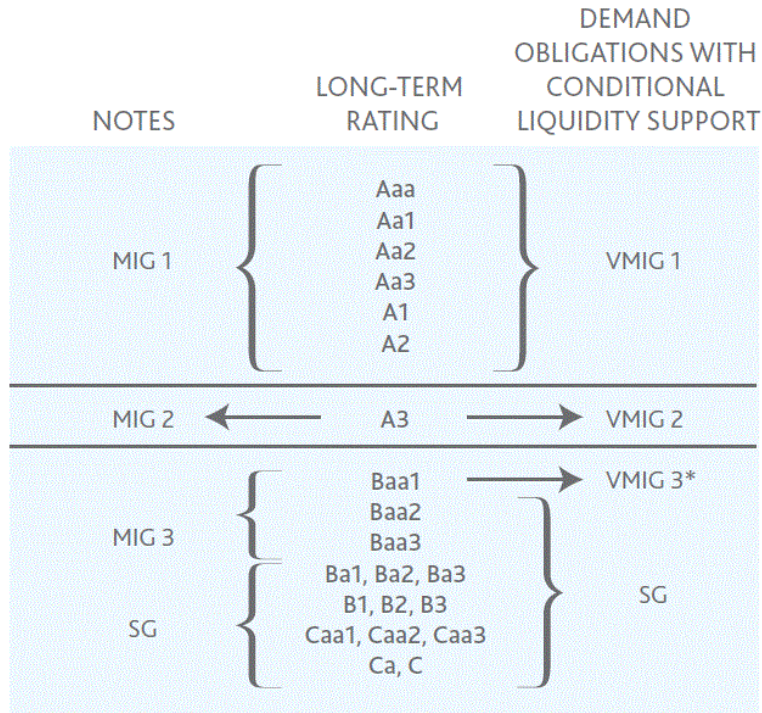 NOTES
LONG-TERM
RATING
DEMAND
OBLIGATIONS WITH
CONDITIONAL
LIQUIDITY SUPPORT
Aaa
Aa1
Aa2
MIG 1
VMIG 1
Aa3
A1
A2
MIG 2
A3
VMIG 2
Baa1
VMIG 3*
Baa2
MIG 3
Baa3
Ba1, Ba2, Ba3
B1, B2, B3
SG
SG
Caa1, Caa2, Caa3
Ca, C